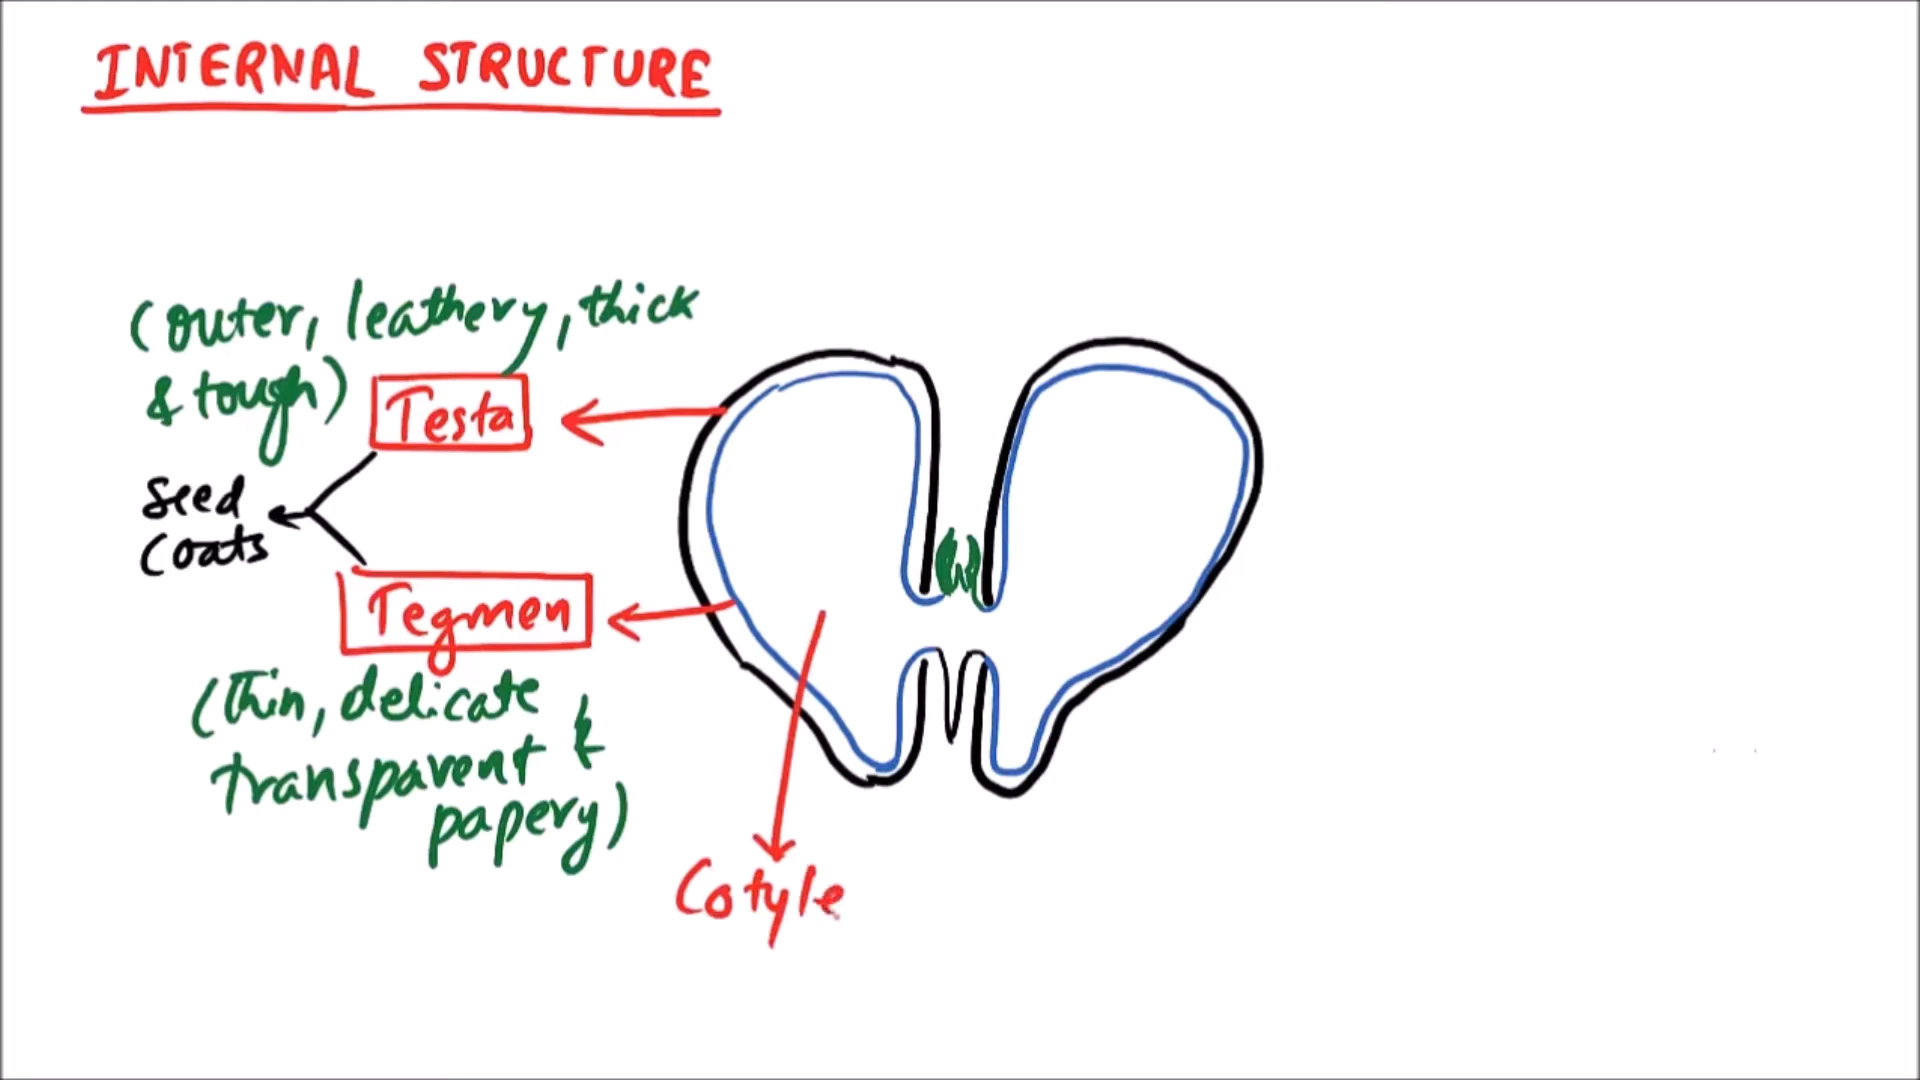 INTERNAL STRUCTURE
(outer, leathery, thick
& tough)
Testa
Seed
Coats
Tegmen
(thin, delicate
transparent &
papery)
Cotyle